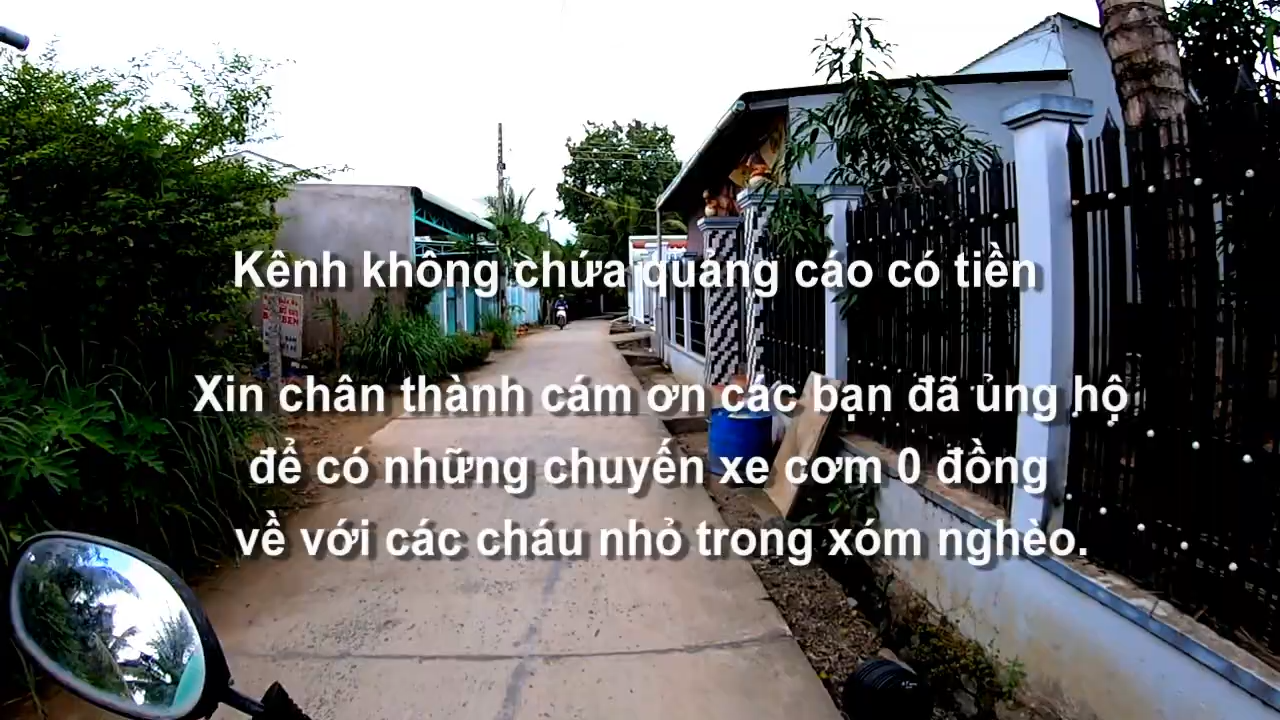 Kênh không chứa quảng cáo có tiền
Xin chân thành cám ơn các bạn đã ủng hộ
để có những chuyến xe cơm 0 đồng
về với các cháu nhỏ trong xóm nghèo.